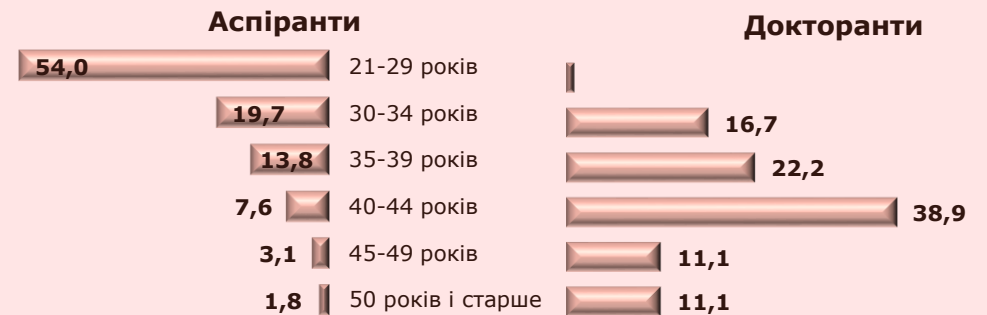 Аспіранти
Докторанти
54,0 21-29 років
19,7 30-34 років 16,7
13,8 35-39 років 22,2
7,6 40-44 років 38,9
3,1 45-49 років 11,1
1,8 50 років і старше 11,1